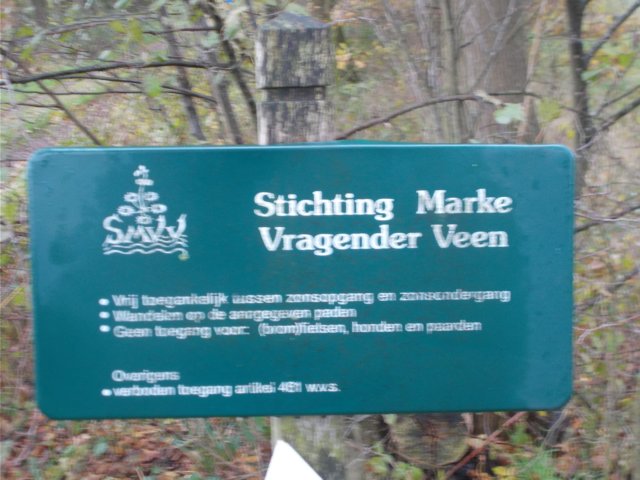 SMVV
Stichting Marke
Vragender Veen
• Vrij toegankelijk tussen zonsopgang en zonsondergang
• Wandelen op de aangegeven paden
• Geen toegang voor: (brom)fietsen, honden en paarden
Overigens
• verboden toegang artikel 461 w.v.s.